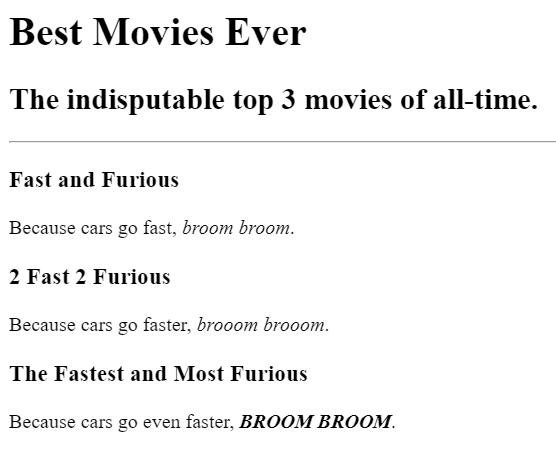 Best Movies Ever
The indisputable top 3 movies of all-time.
Fast and Furious
Because cars go fast, broom broom.
2 Fast 2 Furious
Because cars go faster, brooom brooom.
The Fastest and Most Furious
Because cars go even faster, BROOM BROOM.